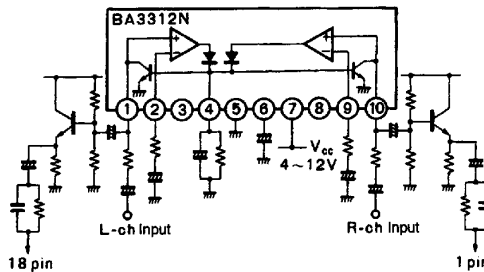 BA3312N
+
−
−
+
1 2 3 4 5 6 7 8 9 10
Vcc
4~12V
L-ch Input
R-ch Input
18 pin
1 pin